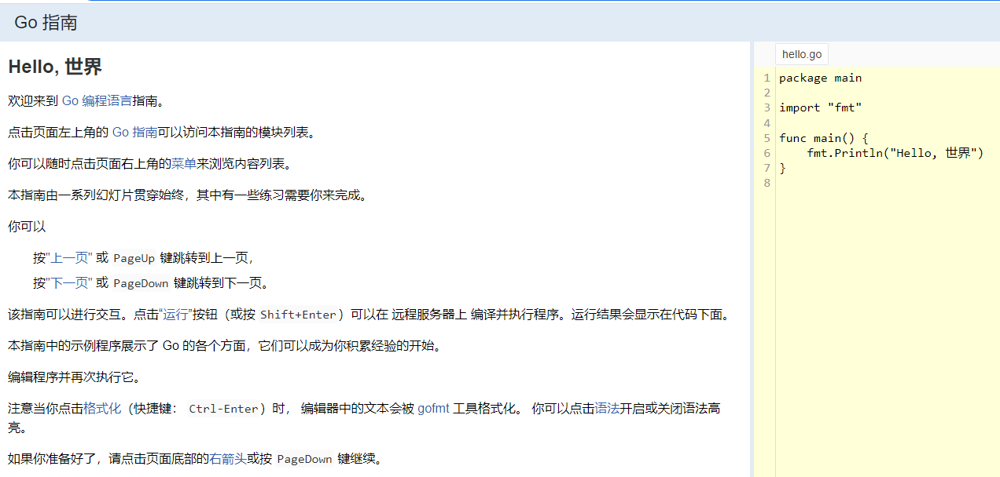 Go 指南
Hello, 世界
欢迎来到 Go 编程语言指南。
点击页面左上角的 Go 指南可以访问本指南的模块列表。
你可以随时点击页面右上角的菜单来浏览内容列表。
本指南由一系列幻灯片贯穿始终，其中有一些练习需要你来完成。
你可以
按"上一页" 或 PageUp 键跳转到上一页，
按"下一页" 或 PageDown 键跳转到下一页。
该指南可以进行交互。点击“运行”按钮（或按 Shift+Enter）可以在 远程服务器上 编译并执行程序。运行结果会显示在代码下面。
本指南中的示例程序展示了 Go 的各个方面，它们可以成为你积累经验的开始。
编辑程序并再次执行它。
注意当你点击格式化（快捷键： Ctrl-Enter）时， 编辑器中的文本会被 gofmt 工具格式化。 你可以点击语法开启或关闭语法高
亮。
如果你准备好了，请点击页面底部的右箭头或按 PageDown 键继续。
hello.go
1 package main
2
3 import "fmt"
4
5 func main() {
6     fmt.Println("Hello, 世界")
7 }
8